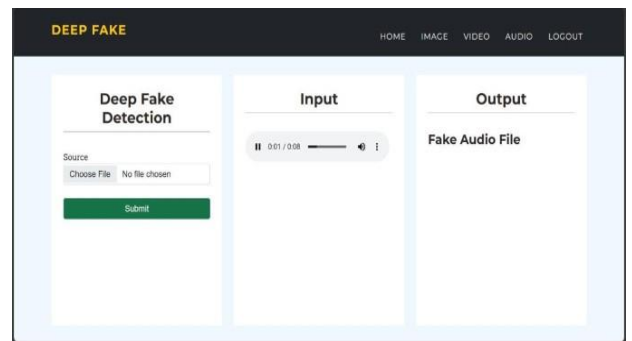 DEEP FAKE
HOME IMAGE VIDEO AUDIO LOGOUT
Deep Fake
Detection
Source
Choose File No file chosen
Submit
Input
0:01 / 0:08
Output
Fake Audio File